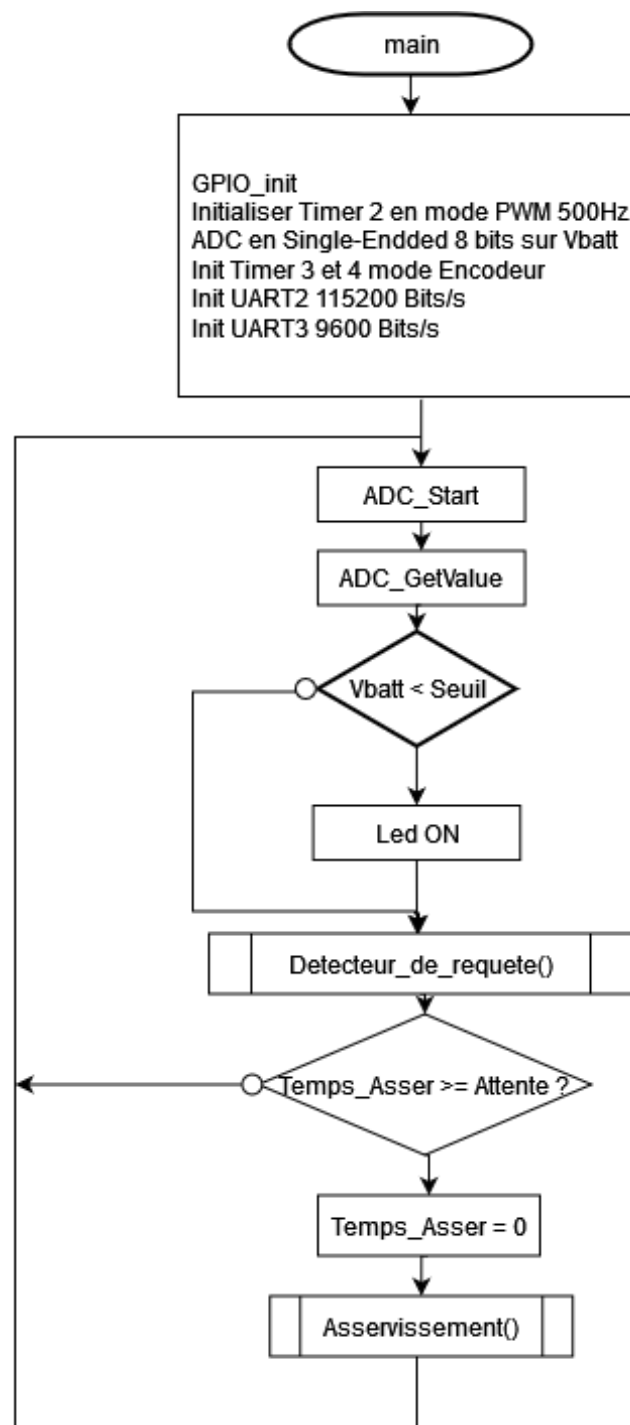 main
GPIO_init
Initialiser Timer 2 en mode PWM 500Hz
ADC en Single-Endded 8 bits sur Vbatt
Init Timer 3 et 4 mode Encodeur
Init UART2 115200 Bits/s
Init UART3 9600 Bits/s
ADC_Start
ADC_GetValue
Vbatt < Seuil
Led ON
Detecteur_de_requete()
Temps_Asser >= Attente ?
Temps_Asser = 0
Asservissement()